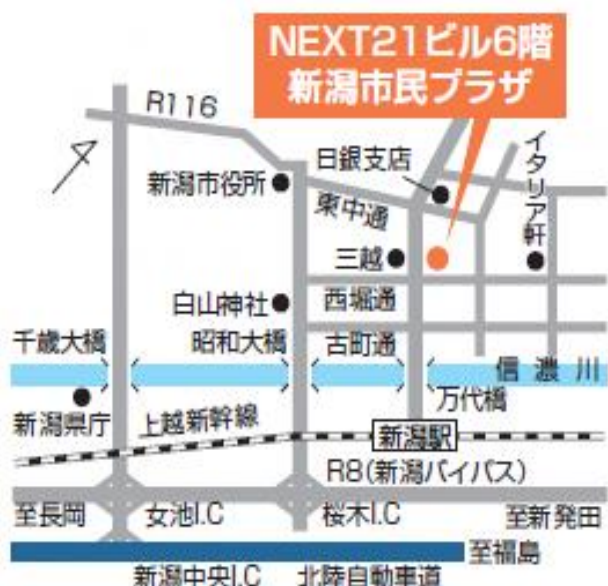 NEXT21ビル6階
新潟市民プラザ
R116
日銀支店
イタリア軒
新潟市役所
東中通
三越
白山神社
西堀通
千歳大橋
昭和大橋
古町通
信濃川
新潟県庁
上越新幹線
万代橋
新潟駅
R8(新潟バイパス)
至長岡
女池I.C
桜木I.C
至新発田
至福島
新潟中央I.C
北陸自動車道